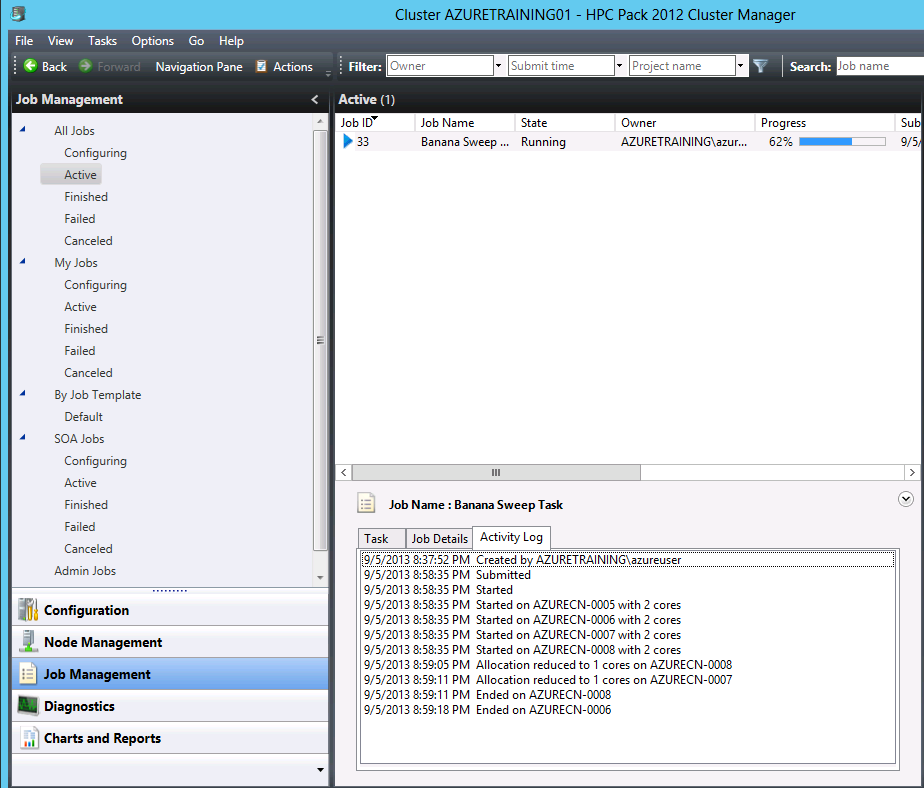 Cluster AZURETRAINING01 - HPC Pack 2012 Cluster Manager
File View Tasks Options Go Help
Back Forward Navigation Pane Actions Filter: Owner Submit time Project name Search: Job name
Job Management
All Jobs
Configuring
Active
Finished
Failed
Canceled
My Jobs
Configuring
Active
Finished
Failed
Canceled
By Job Template
Default
SOA Jobs
Configuring
Active
Finished
Failed
Canceled
Admin Jobs
Configuration
Node Management
Job Management
Diagnostics
Charts and Reports
Active (1)
Job ID Job Name State Owner Progress Sub
33 Banana Sweep ... Running AZURETRAINING\azur... 62% 9/5/
Job Name : Banana Sweep Task
Task Job Details Activity Log
9/5/2013 8:37:52 PM Created by AZURETRAINING\azureuser
9/5/2013 8:58:35 PM Submitted
9/5/2013 8:58:35 PM Started
9/5/2013 8:58:35 PM Started on AZURECN-0005 with 2 cores
9/5/2013 8:58:35 PM Started on AZURECN-0006 with 2 cores
9/5/2013 8:58:35 PM Started on AZURECN-0007 with 2 cores
9/5/2013 8:58:35 PM Started on AZURECN-0008 with 2 cores
9/5/2013 8:59:05 PM Allocation reduced to 1 cores on AZURECN-0008
9/5/2013 8:59:11 PM Allocation reduced to 1 cores on AZURECN-0007
9/5/2013 8:59:11 PM Ended on AZURECN-0008
9/5/2013 8:59:18 PM Ended on AZURECN-0006